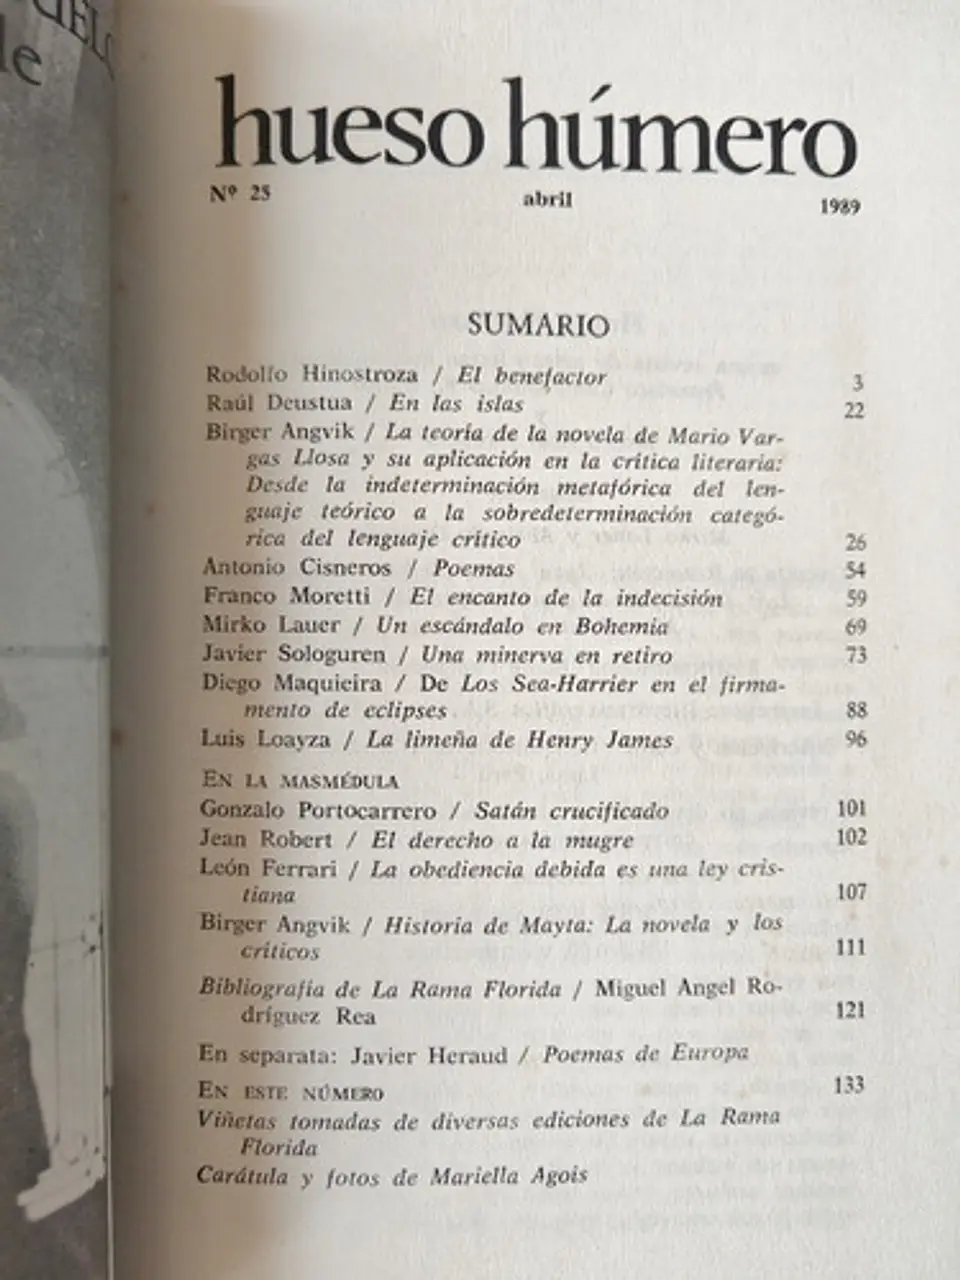 hueso húmero
Nº 25 abril 1989
SUMARIO
Rodolfo Hinostroza / El benefactor 3
Raúl Deustua / En las islas 22
Birger Angvik / La teoría de la novela de Mario Var-
gas Llosa y su aplicación en la crítica literaria:
Desde la indeterminación metafórica del len-
guaje teórico a la sobredeterminación categó-
rica del lenguaje crítico 26
Antonio Cisneros / Poemas 54
Franco Moretti / El encanto de la indecisión 59
Mirko Lauer / Un escándalo en Bohemia 69
Javier Sologuren / Una minerva en retiro 73
Diego Maquieira / De Los Sea-Harrier en el firma-
mento de eclipses 88
Luis Loayza / La limeña de Henry James 96
EN LA MASMÉDULA
Gonzalo Portocarrero / Satán crucificado 101
Jean Robert / El derecho a la mugre 102
León Ferrari / La obediencia debida es una ley cris-
tiana 107
Birger Angvik / Historia de Mayta: La novela y los
críticos 111
Bibliografía de La Rama Florida / Miguel Angel Ro-
dríguez Rea 121
En separata: Javier Heraud / Poemas de Europa
EN ESTE NÚMERO 133
Viñetas tomadas de diversas ediciones de La Rama
Florida
Carátula y fotos de Mariella Agois